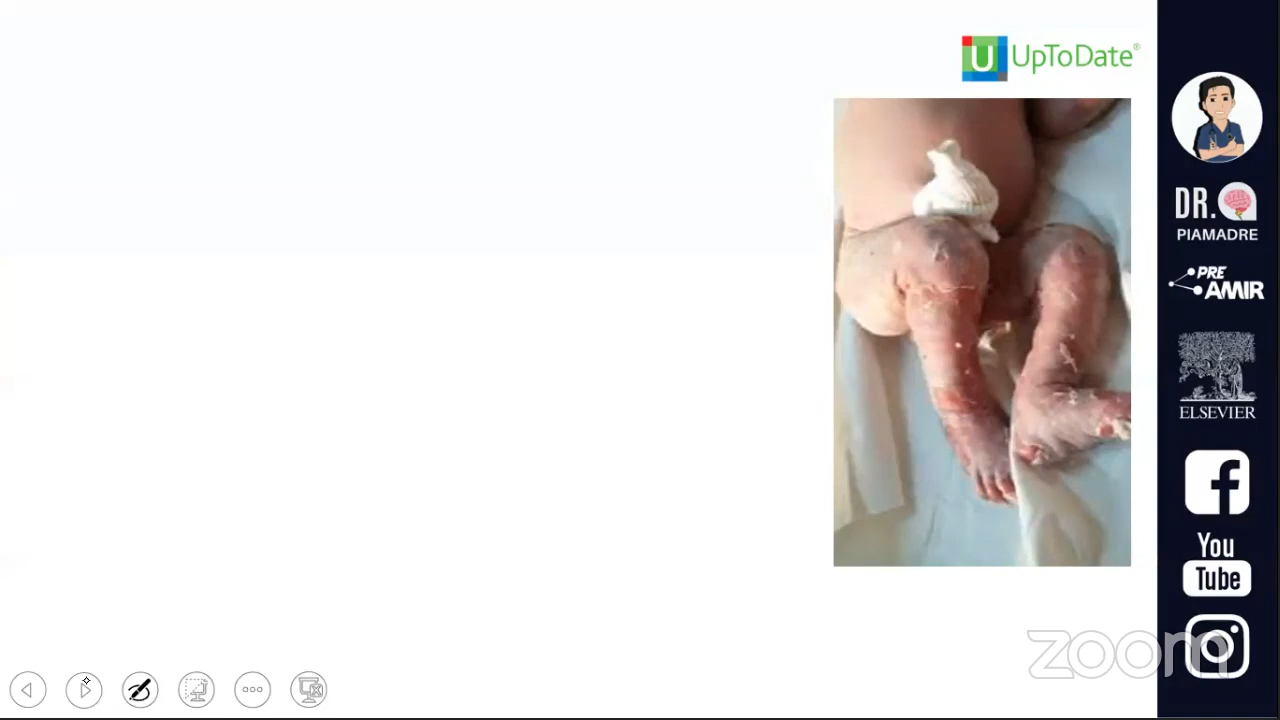 U UpToDate®
DR.
PIAMADRE
PRE
AMIR
ELSEVIER
You
Tube
zoom